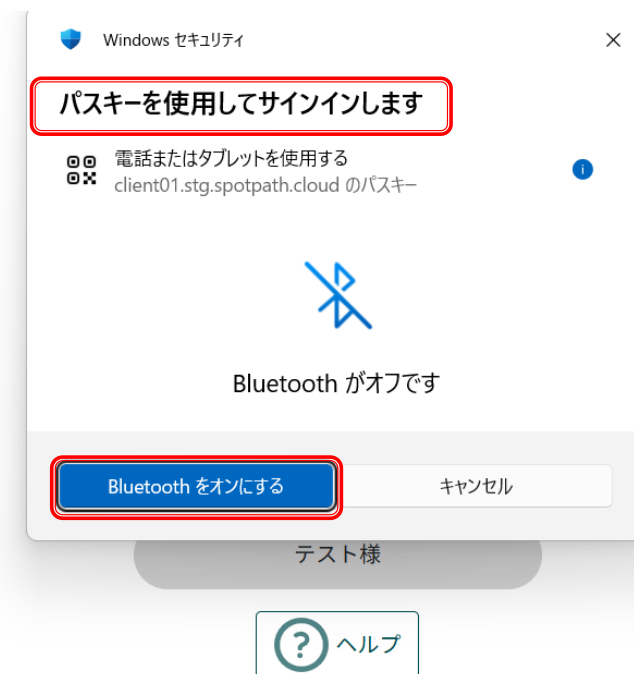 Windows セキュリティ
パスキーを使用してサインインします
電話またはタブレットを使用する
client01.stg.spotpath.cloud のパスキー
Bluetooth がオフです
Bluetooth をオンにする
キャンセル
テスト様
ヘルプ